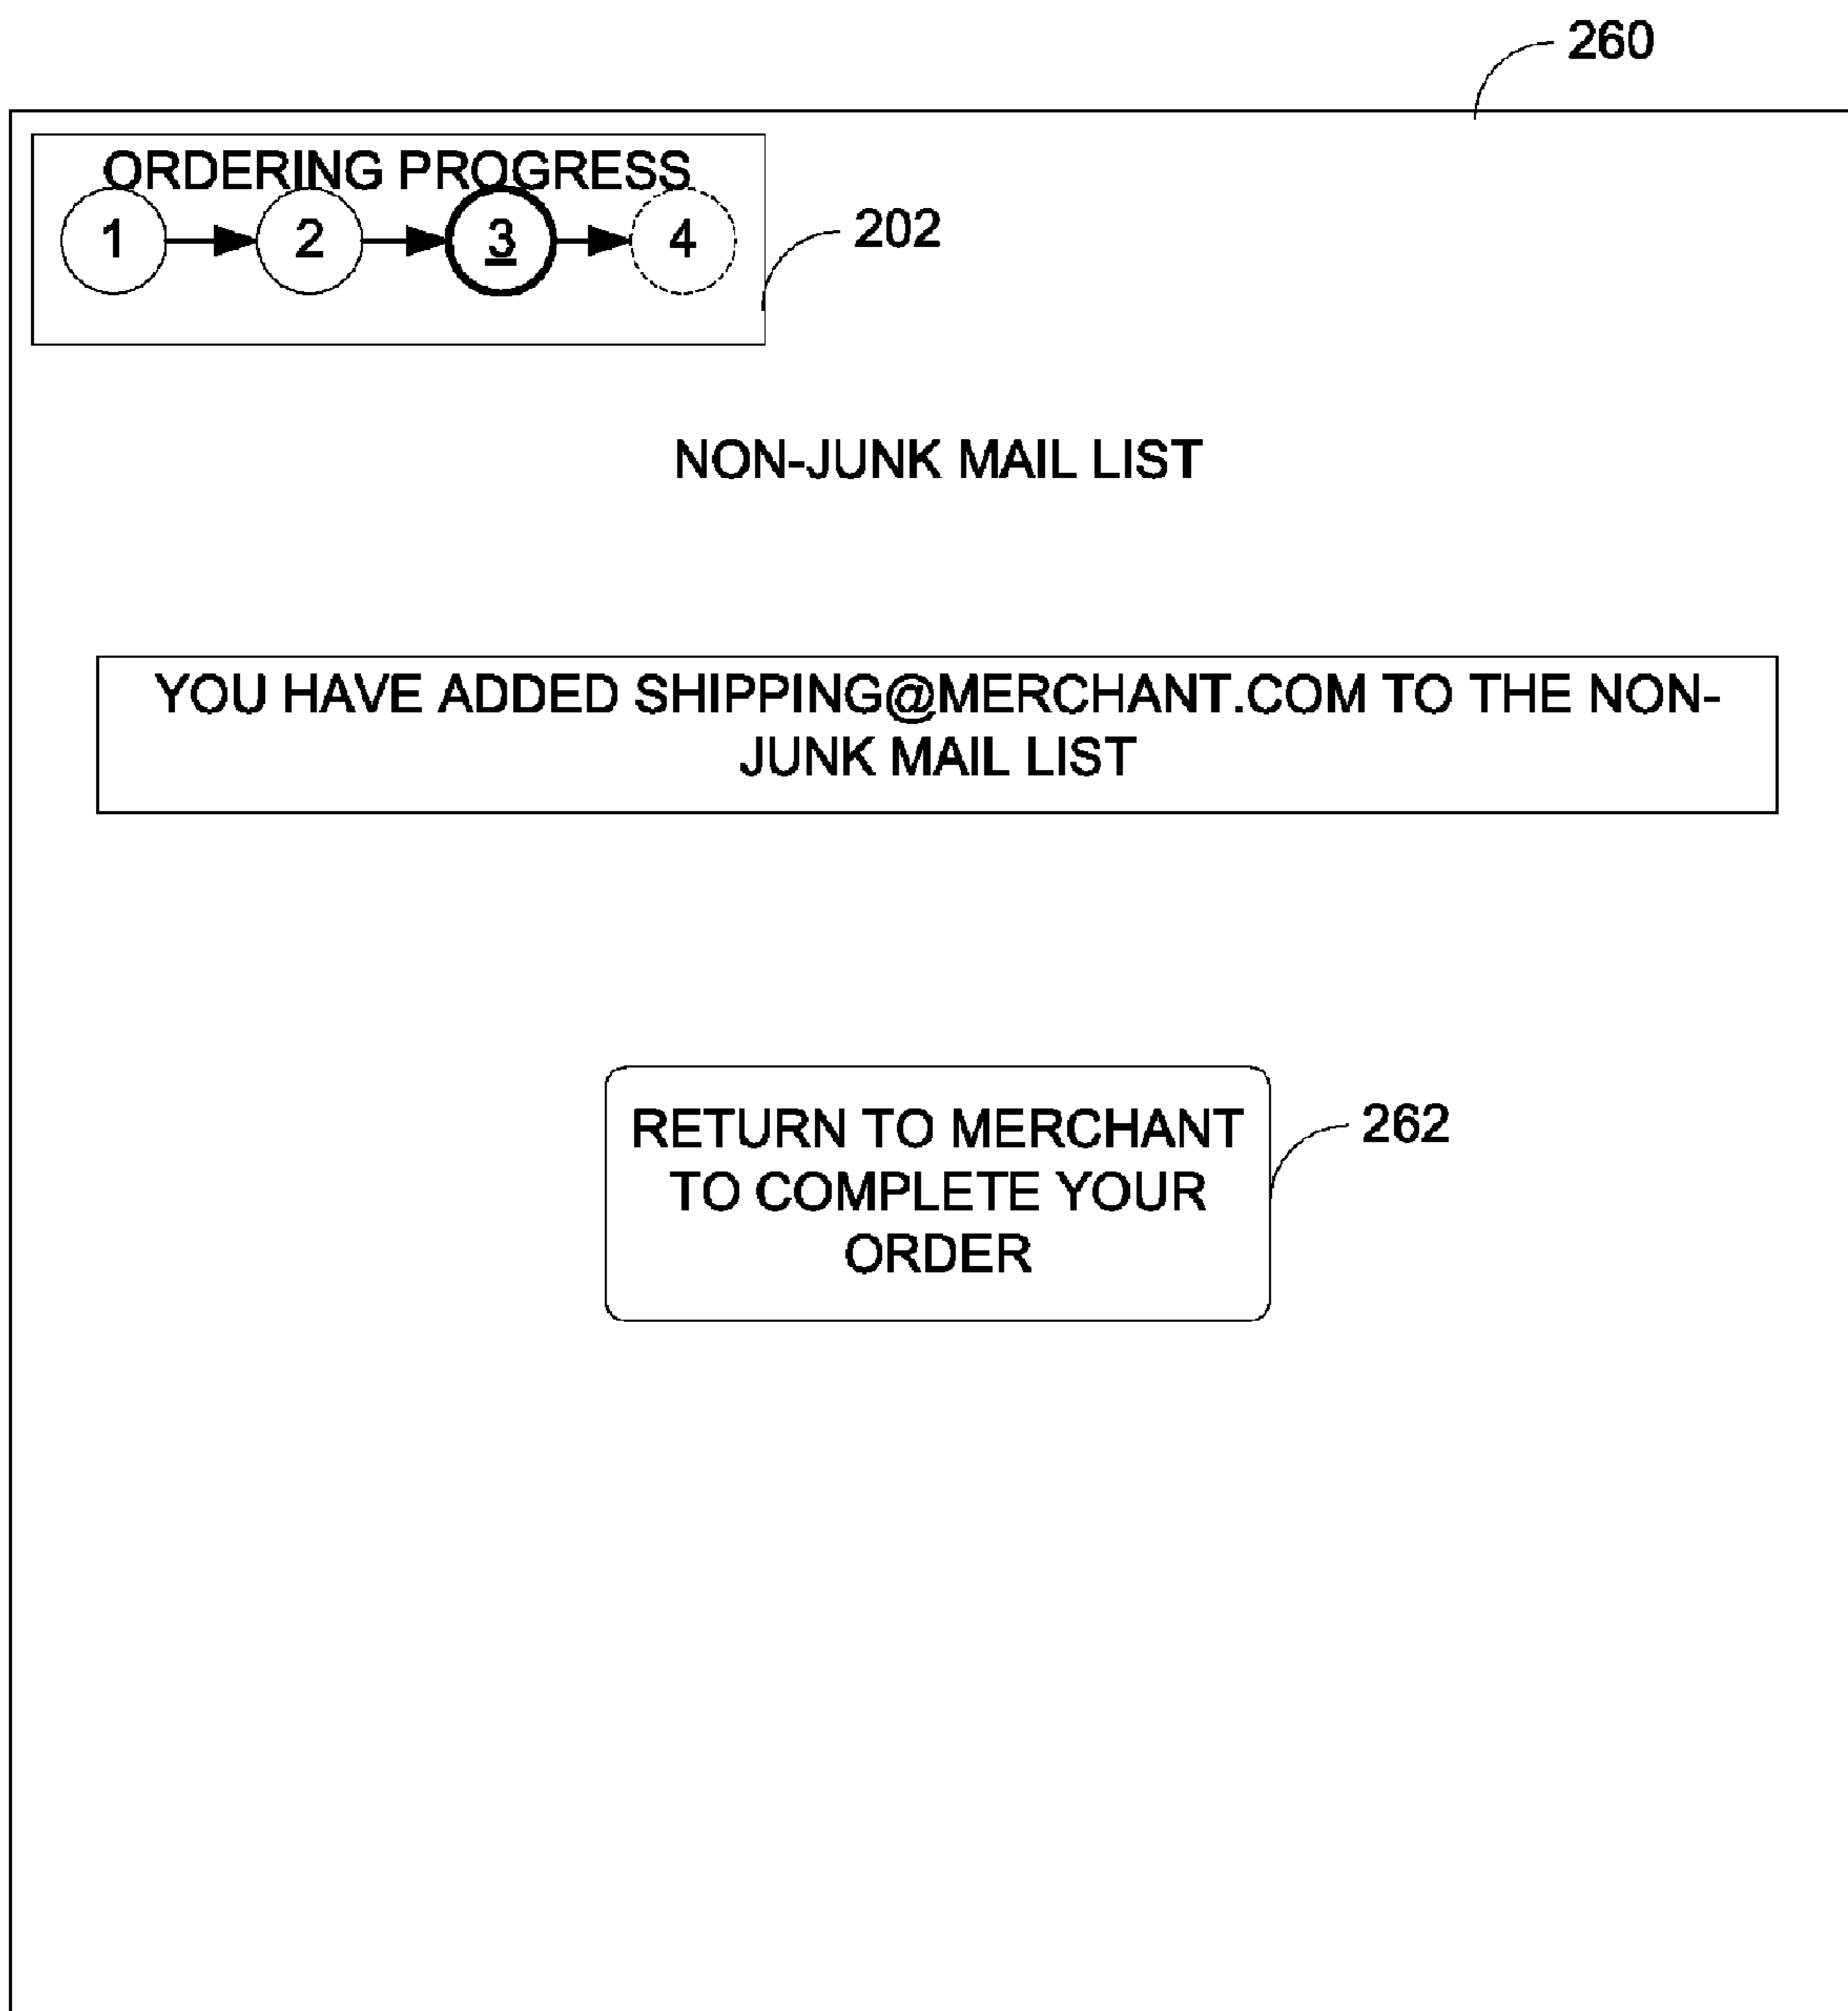 260
ORDERING PROGRESS
1 2 3 4
202
NON-JUNK MAIL LIST
YOU HAVE ADDED SHIPPING@MERCHANT.COM TO THE NON-
JUNK MAIL LIST
RETURN TO MERCHANT
TO COMPLETE YOUR
ORDER
262